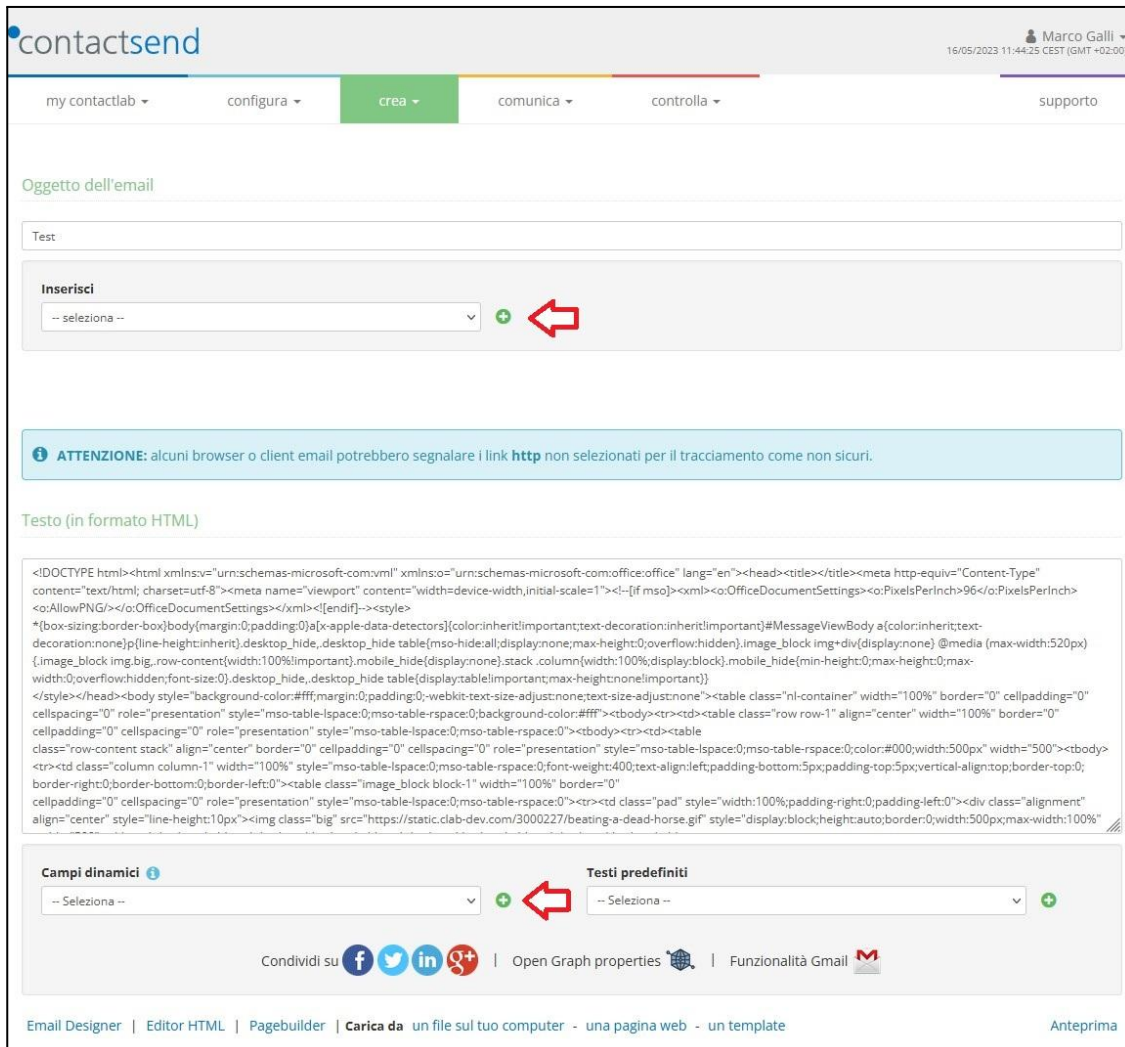 contactsend
Marco Galli
16/05/2023 11:44:25 CEST (GMT +02:00
my contactlab
configura
crea
comunica
controlla
supporto
Oggetto dell'email
Test
Inserisci
-- seleziona --
ATTENZIONE: alcuni browser o client email potrebbero segnalare i link http non selezionati per il tracciamento come non sicuri.
Testo (in formato HTML)
<!DOCTYPE html><html xmlns:v="urn:schemas-microsoft-com:vml" xmlns:o="urn:schemas-microsoft-com:office:office" lang="en"><head><title></title><meta http-equiv="Content-Type"
content="text/html; charset=utf-8"><meta name="viewport" content="width=device-width,initial-scale=1"><!--[if mso]><xml><o:OfficeDocumentSettings><o:PixelsPerInch>96</o:PixelsPerInch>
<o:AllowPNG/></o:OfficeDocumentSettings></xml><![endif]--><style>
*{box-sizing:border-box}body{margin:0;padding:0}a[x-apple-data-detectors]{color:inherit!important;text-decoration:inherit!important}#MessageViewBody a{color:inherit;text-
decoration:none}p{line-height:inherit}.desktop_hide,.desktop_hide table{mso-hide:all;display:none;max-height:0;overflow:hidden}.image_block img+div{display:none} @media (max-width:520px)
{.image_block img.big,.row-content{width:100%!important}.mobile_hide{display:none}.stack .column{width:100%;display:block}.mobile_hide{min-height:0;max-height:0;max-
width:0;overflow:hidden;font-size:0}.desktop_hide,.desktop_hide table{display:table!important;max-height:none!important}}
</style></head><body style="background-color:#fff;margin:0;padding:0;-webkit-text-size-adjust:none;text-size-adjust:none"><table class="nl-container" width="100%" border="0" cellpadding="0"
cellspacing="0" role="presentation" style="mso-table-lspace:0;mso-table-rspace:0;background-color:#fff"><tbody><tr><td><table class="row row-1" align="center" width="100%" border="0"
cellpadding="0" cellspacing="0" role="presentation" style="mso-table-lspace:0;mso-table-rspace:0"><tbody><tr><td><table
class="row-content stack" align="center" border="0" cellpadding="0" cellspacing="0" role="presentation" style="mso-table-lspace:0;mso-table-rspace:0;color:#000;width:500px" width="500"><tbody>
<tr><td class="column column-1" width="100%" style="mso-table-lspace:0;mso-table-rspace:0;font-weight:400;text-align:left;padding-bottom:5px;padding-top:5px;vertical-align:top;border-top:0;
border-right:0;border-bottom:0;border-left:0"><table class="image_block block-1" width="100%" border="0"
cellpadding="0" cellspacing="0" role="presentation" style="mso-table-lspace:0;mso-table-rspace:0"><tr><td class="pad" style="width:100%;padding-right:0;padding-left:0"><div class="alignment"
align="center" style="line-height:10px"><img class="big" src="https://static.clab-dev.com/3000227/beating-a-dead-horse.gif" style="display:block;height:auto;border:0;width:500px;max-width:100%"
Campi dinamici
Testi predefiniti
-- Seleziona --
-- Seleziona --
Condividi su | Open Graph properties | Funzionalità Gmail
Email Designer | Editor HTML | Pagebuilder | Carica da un file sul tuo computer - una pagina web - un template
Anteprima